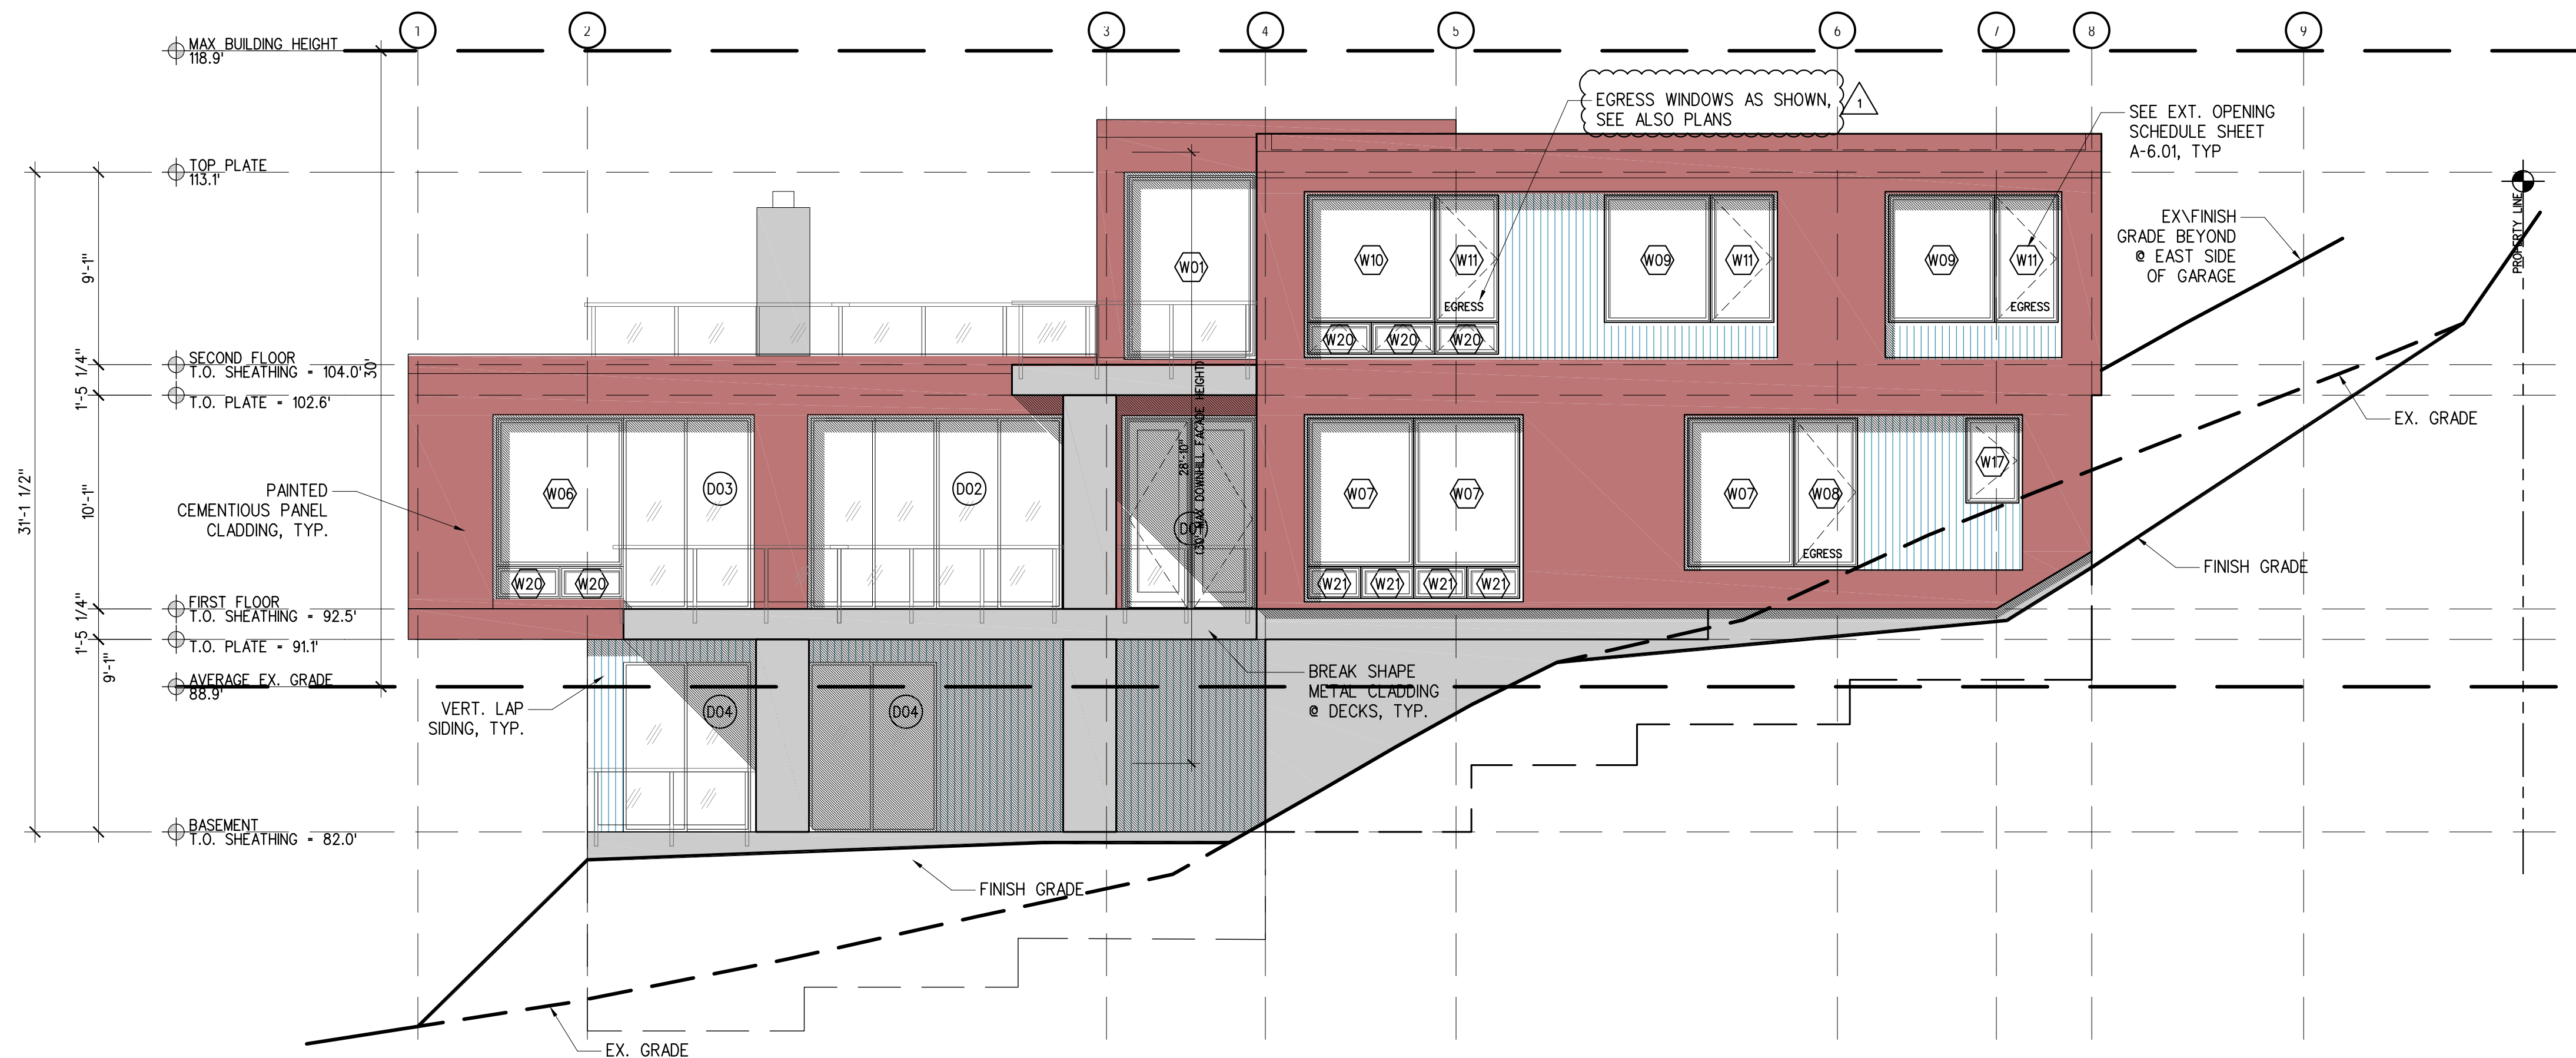 1
2
3
4
5
6
7
8
9
MAX BUILDING HEIGHT
118.9'
EGRESS WINDOWS AS SHOWN,
SEE ALSO PLANS
1
SEE EXT. OPENING
SCHEDULE SHEET
A-6.01, TYP
TOP PLATE
113.1'
PROPERTY LINE
EX\FINISH
GRADE BEYOND
@ EAST SIDE
OF GARAGE
9'-1"
W01
W10
W11
W09
W11
W09
W11
EGRESS
EGRESS
W20
W20
W20
SECOND FLOOR
T.O. SHEATHING = 104.0'
30'
1'-5 1/4"
T.O. PLATE = 102.6'
EX. GRADE
31'-1 1/2"
10'-1"
PAINTED
CEMENTIOUS PANEL
CLADDING, TYP.
W06
D03
D02
28'-10"
(30' MAX DOWNHILL FACADE HEIGHT)
D01
W07
W07
W07
W08
W17
EGRESS
FINISH GRADE
W20
W20
W21
W21
W21
W21
FIRST FLOOR
T.O. SHEATHING = 92.5'
1'-5 1/4"
T.O. PLATE = 91.1'
9'-1"
AVERAGE EX. GRADE
88.9'
BREAK SHAPE
METAL CLADDING
@ DECKS, TYP.
VERT. LAP
SIDING, TYP.
D04
D04
BASEMENT
T.O. SHEATHING = 82.0'
FINISH GRADE
EX. GRADE